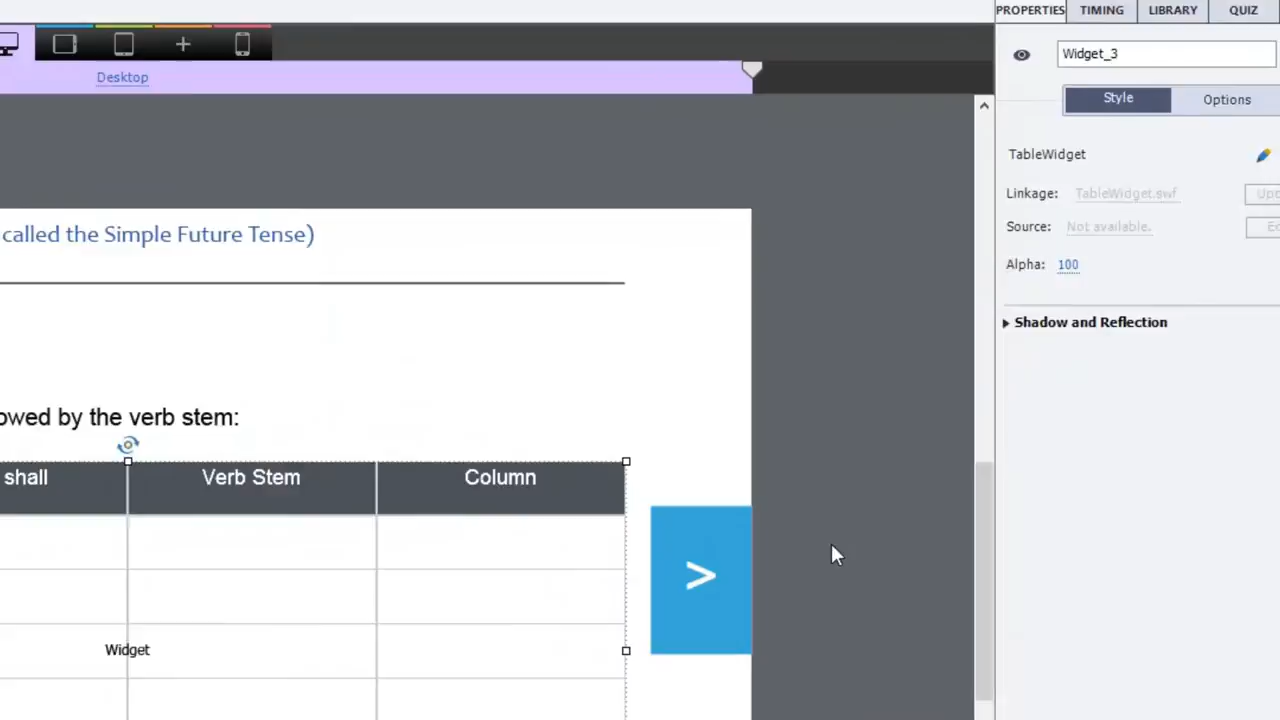 PROPERTIES TIMING LIBRARY QUIZ
Widget_3
Desktop
Style Options
TableWidget
Linkage: TableWidget.swf
Source: Not available.
Alpha: 100
called the Simple Future Tense)
Shadow and Reflection
by the verb stem:
shall Verb Stem Column
>
Widget